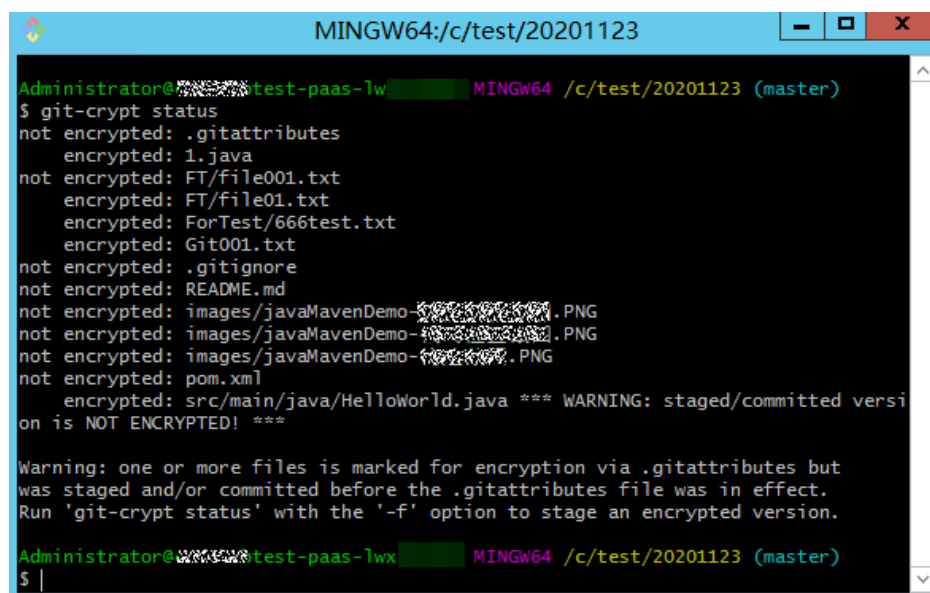 MINGW64:/c/test/20201123
Administrator@ test-paas-lw MINGW64 /c/test/20201123 (master)
$ git-crypt status
not encrypted: .gitattributes
    encrypted: 1.java
not encrypted: FT/file001.txt
    encrypted: FT/file01.txt
    encrypted: ForTest/666test.txt
    encrypted: Git001.txt
not encrypted: .gitignore
not encrypted: README.md
not encrypted: images/javaMavenDemo- .PNG
not encrypted: images/javaMavenDemo- .PNG
not encrypted: images/javaMavenDemo- .PNG
not encrypted: pom.xml
    encrypted: src/main/java/HelloWorld.java *** WARNING: staged/committed versi
on is NOT ENCRYPTED! ***
Warning: one or more files is marked for encryption via .gitattributes but
was staged and/or committed before the .gitattributes file was in effect.
Run 'git-crypt status' with the '-f' option to stage an encrypted version.
Administrator@ test-paas-lwx MINGW64 /c/test/20201123 (master)
$